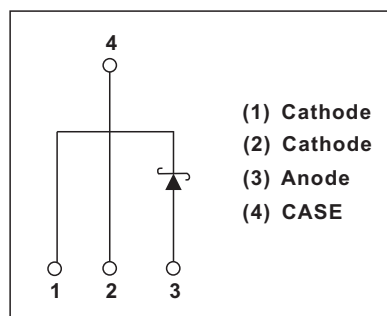 4
(1) Cathode
(2) Cathode
(3) Anode
(4) CASE
1 2 3